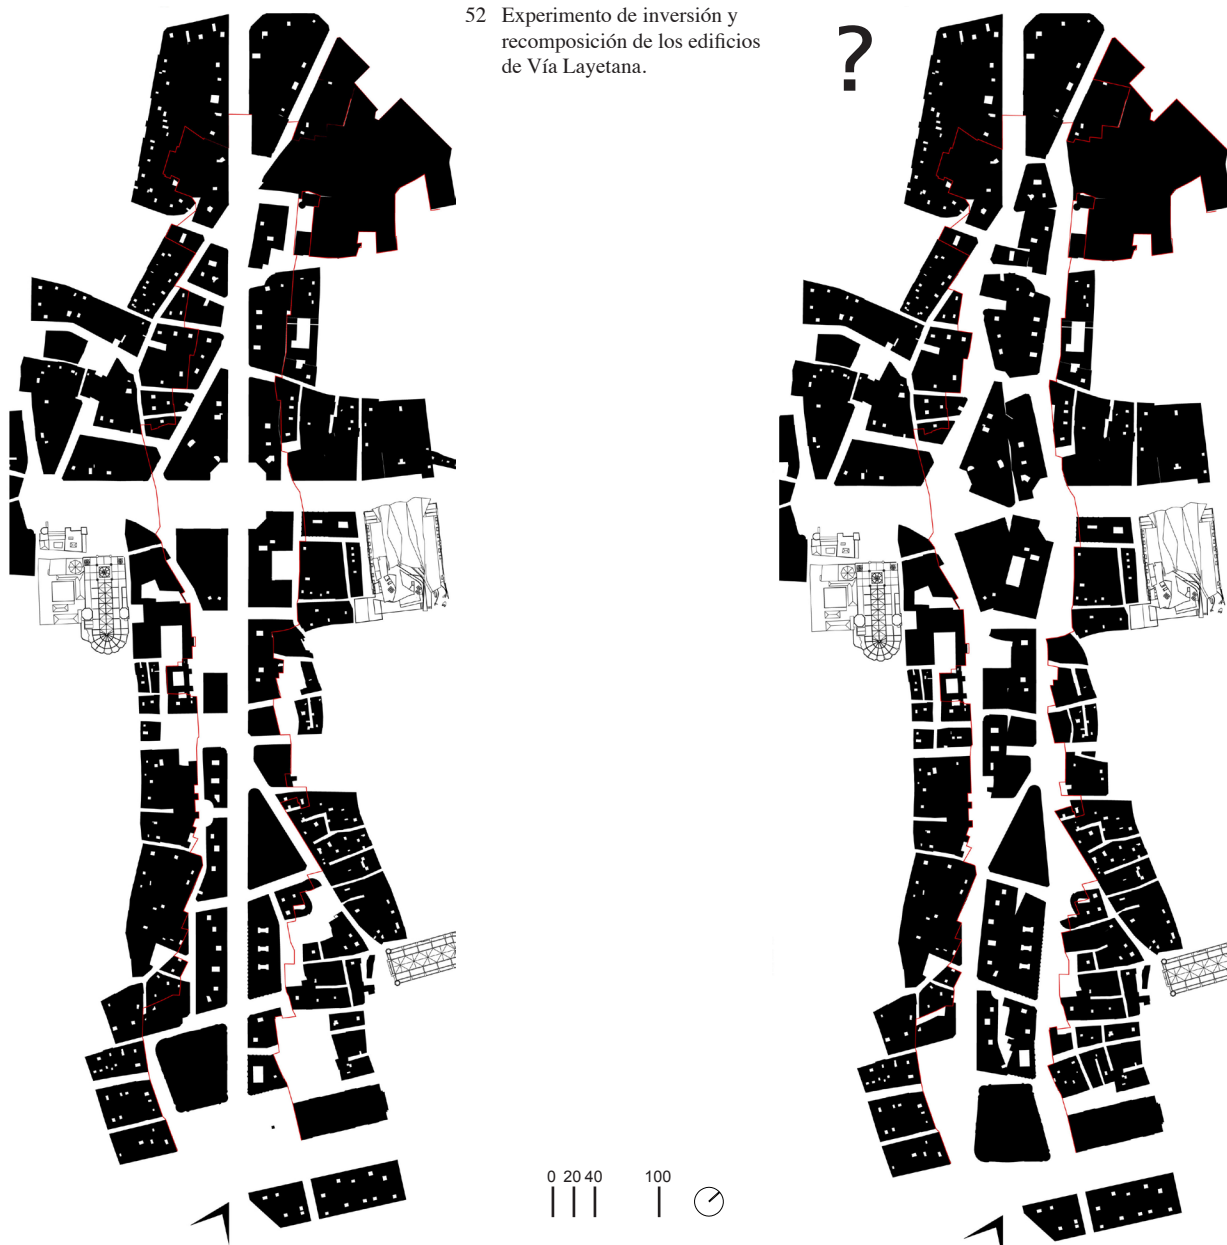 52 Experimento de inversión y
recomposición de los edificios
de Vía Layetana.
?
0 20 40 100